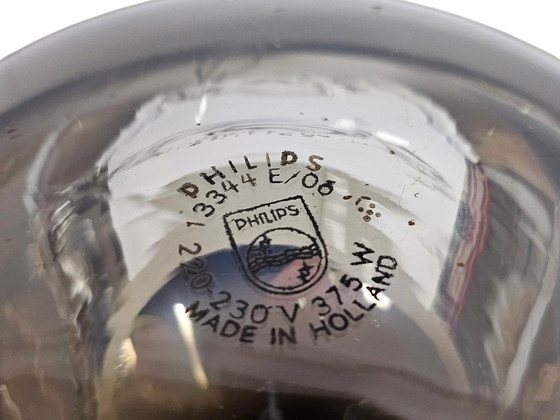 PHILIPS
13344 E/06
PHILIPS
220-230 V 375 W
MADE IN HOLLAND